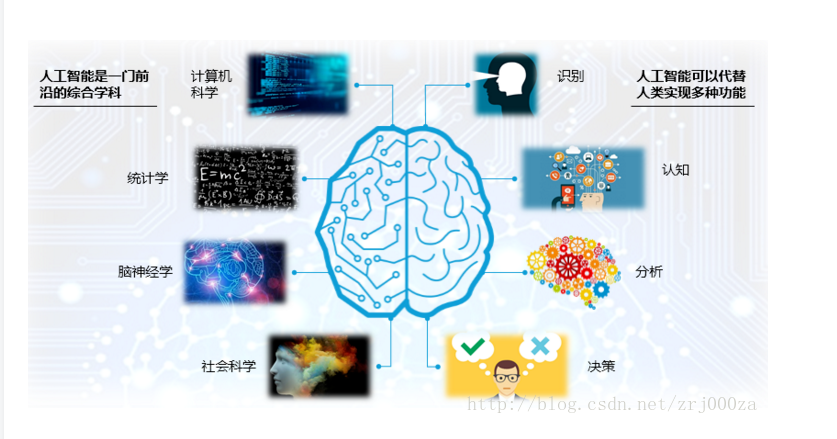 人工智能是一门前
沿的综合学科
计算机
科学
识别
人工智能可以代替
人类实现多种功能
统计学
E=mc²
认知
脑神经学
分析
社会科学
决策
http://blog.csdn.net/zrj000za